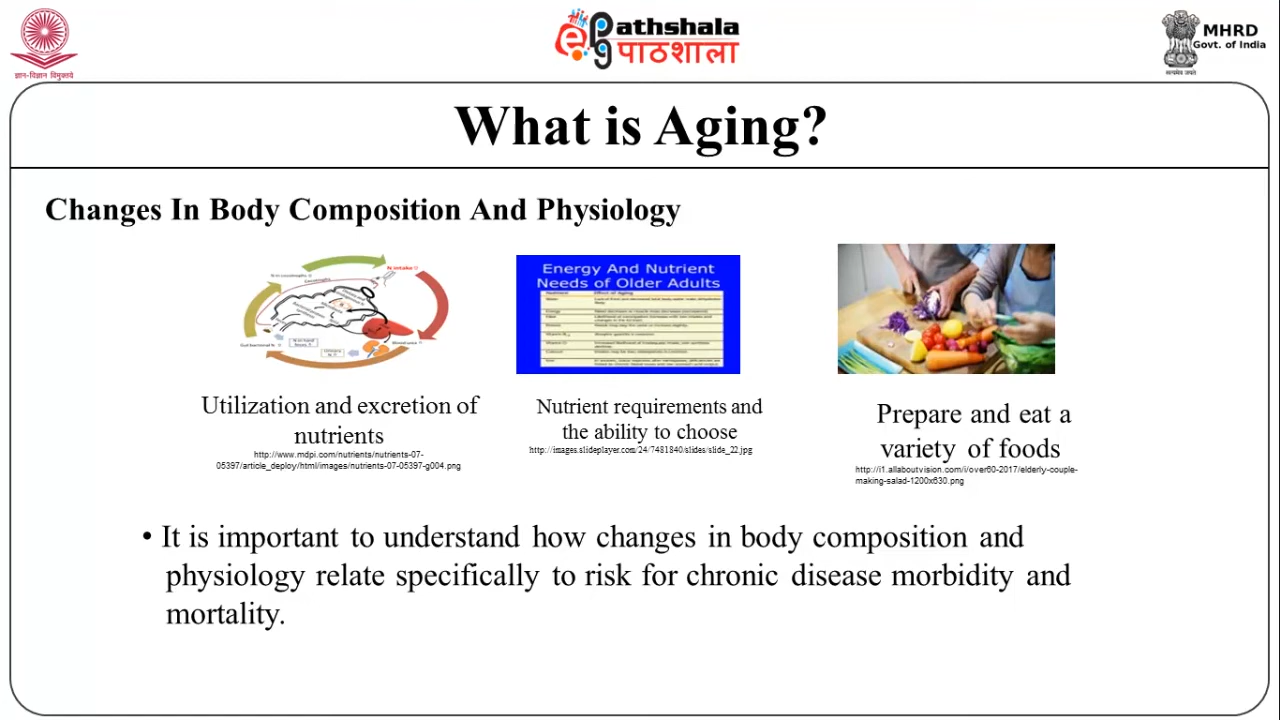 ज्ञान-विज्ञान विमुक्तये
ePG Pathshala
पाठशाला
MHRD
Govt. of India
सत्यमेव जयते
What is Aging?
Changes In Body Composition And Physiology
N intake
Energy And Nutrient
Needs of Older Adults
Utilization and excretion of
nutrients
http://www.mdpi.com/nutrients/nutrients-07-
05397/article_deploy/html/images/nutrients-07-05397-g004.png
Nutrient requirements and
the ability to choose
http://images.slideplayer.com/24/7481840/slides/slide_22.jpg
Prepare and eat a
variety of foods
http://i1.allaboutvision.com/i/over60-2017/elderly-couple-
making-salad-1200x630.png
• It is important to understand how changes in body composition and
physiology relate specifically to risk for chronic disease morbidity and
mortality.